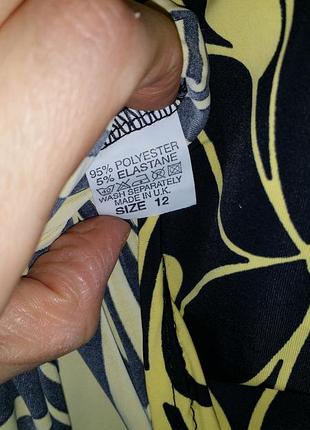 95% POLYESTER
5% ELASTANE
WASH SEPARATELY
MADE IN U.K.
SIZE 12